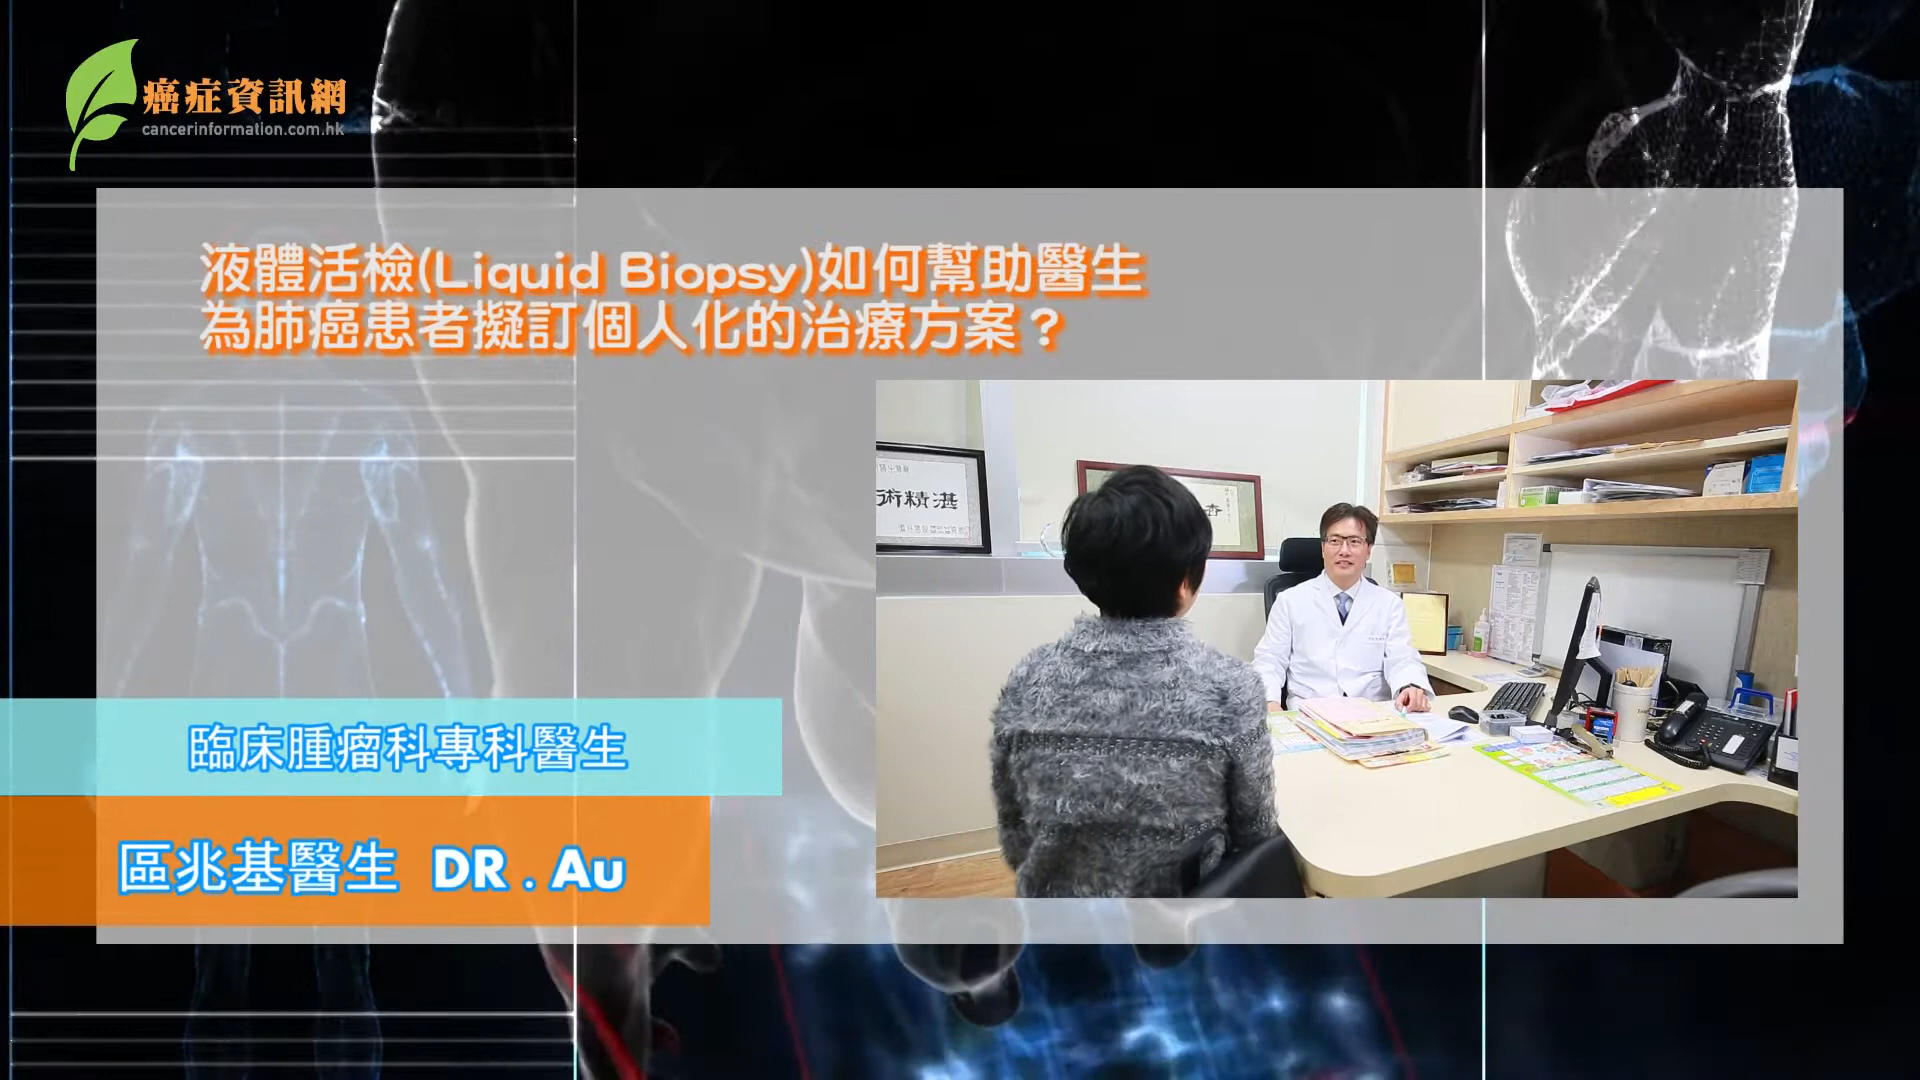 癌症資訊網
cancerinformation.com.hk
液體活檢(Liquid Biopsy)如何幫助醫生
為肺癌患者擬訂個人化的治療方案？
術精湛
杏
臨床腫瘤科專科醫生
區兆基醫生 DR . Au